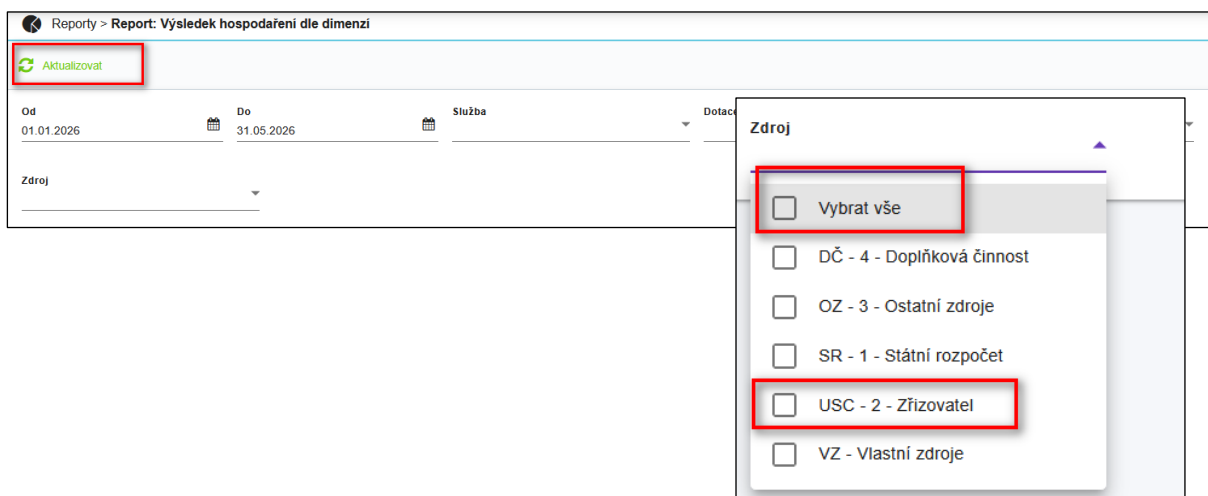 Reporty > Report: Výsledek hospodaření dle dimenzí
Aktualizovat
Od
Do
Služba
Dotace
01.01.2026
31.05.2026
Zdroj
Zdroj
Vybrat vše
DČ - 4 - Doplňková činnost
OZ - 3 - Ostatní zdroje
SR - 1 - Státní rozpočet
USC - 2 - Zřizovatel
VZ - Vlastní zdroje